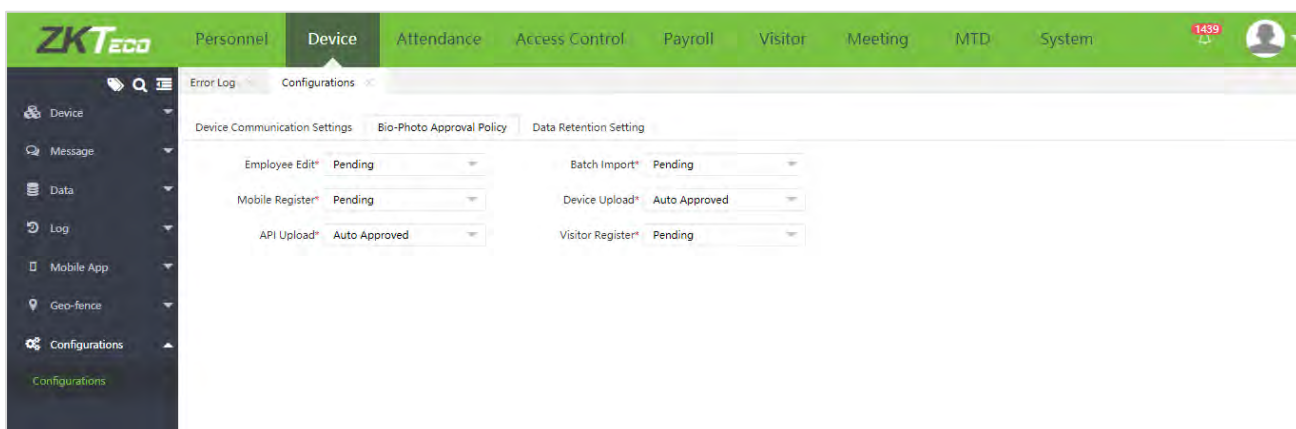 ZKTeco Personnel Device Attendance Access Control Payroll Visitor Meeting MTD System 1439
Error Log Configurations
Device
Message
Data
Log
Mobile App
Geo-fence
Configurations
Configurations
Device Communication Settings Bio-Photo Approval Policy Data Retention Setting
Employee Edit* Pending Batch Import* Pending
Mobile Register* Pending Device Upload* Auto Approved
API Upload* Auto Approved Visitor Register* Pending